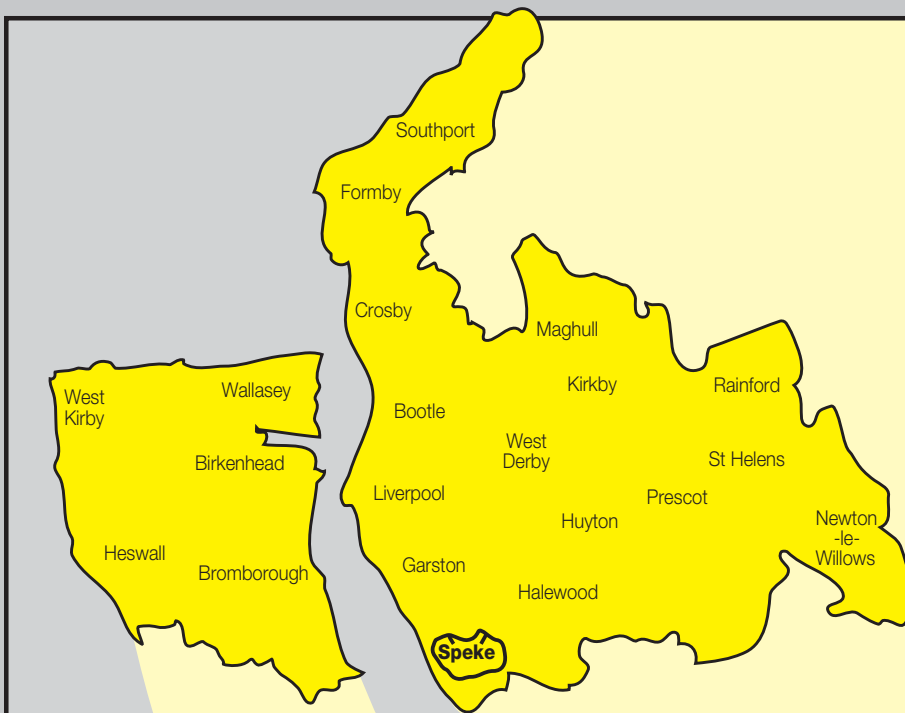 Southport
Formby
Crosby
Maghull
Kirkby
Rainford
West
Kirby
Wallasey
Bootle
West
Derby
Birkenhead
St Helens
Liverpool
Prescot
Huyton
Newton
-le-
Willows
Heswall
Bromborough
Garston
Halewood
Speke